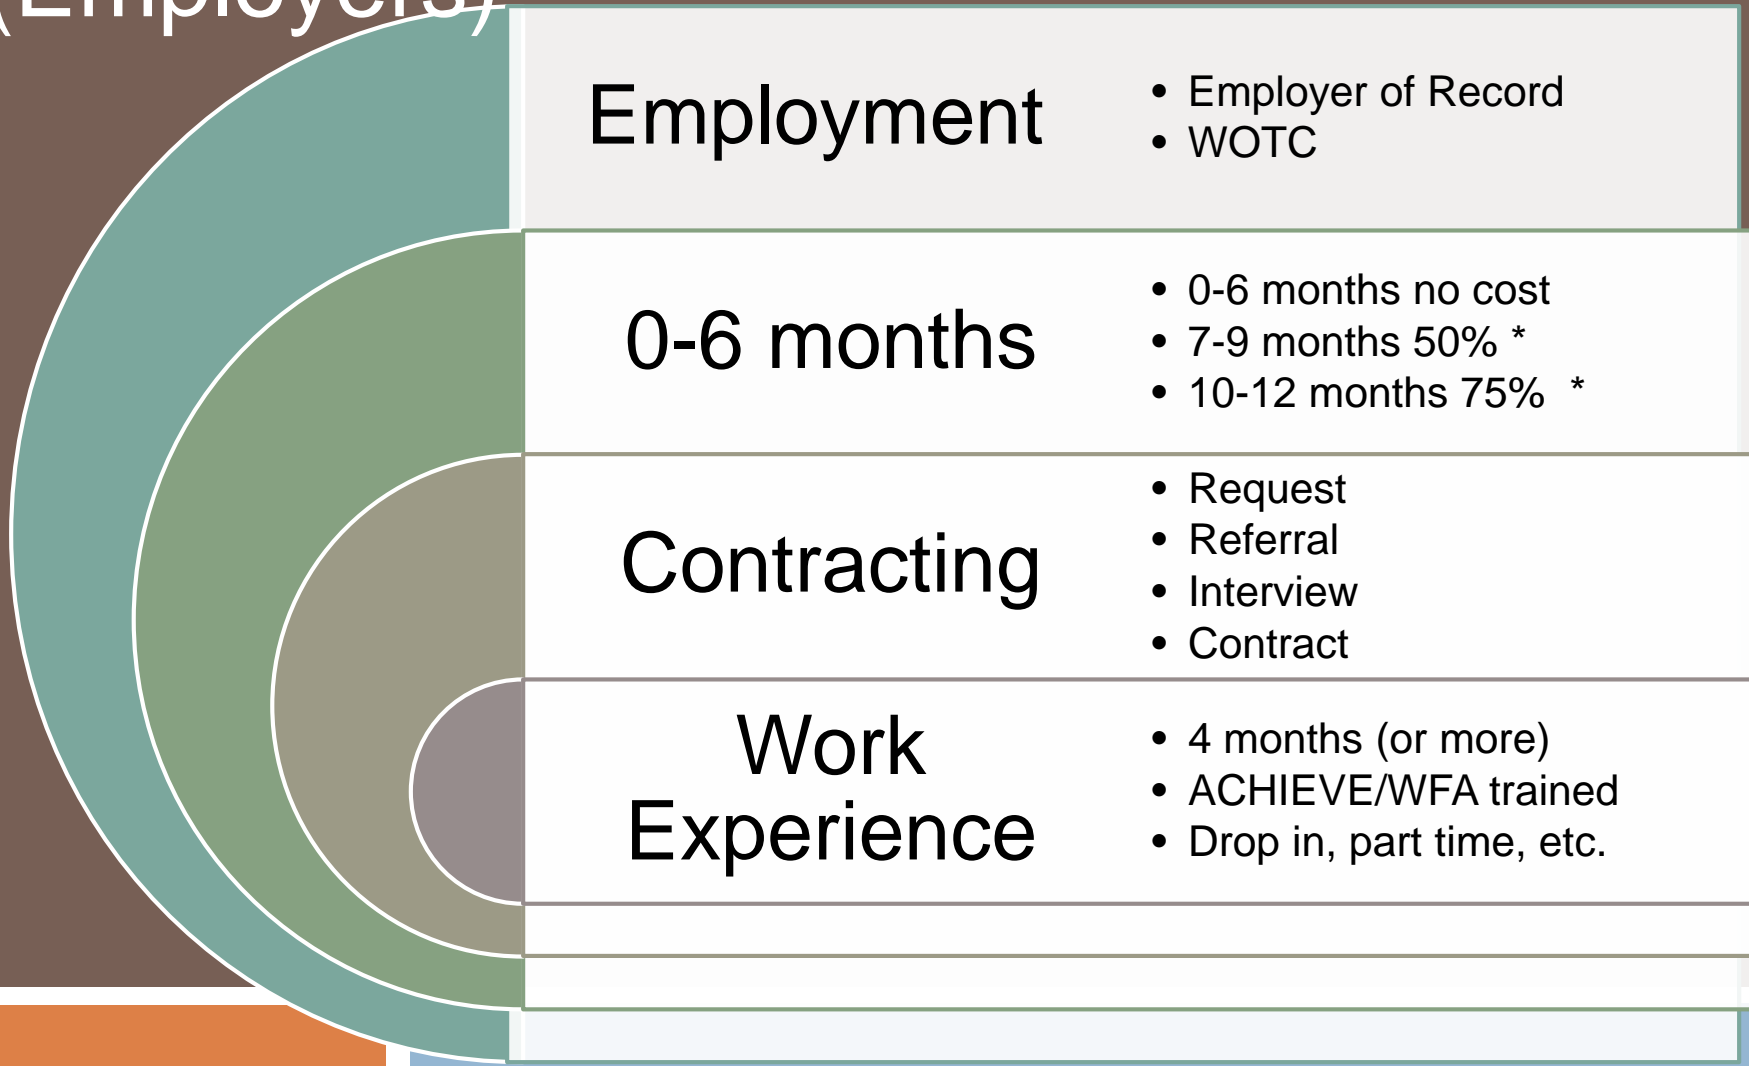 (Employers)
Employment
• Employer of Record
• WOTC
0-6 months
• 0-6 months no cost
• 7-9 months 50% *
• 10-12 months 75% *
Contracting
• Request
• Referral
• Interview
• Contract
Work
Experience
• 4 months (or more)
• ACHIEVE/WFA trained
• Drop in, part time, etc.